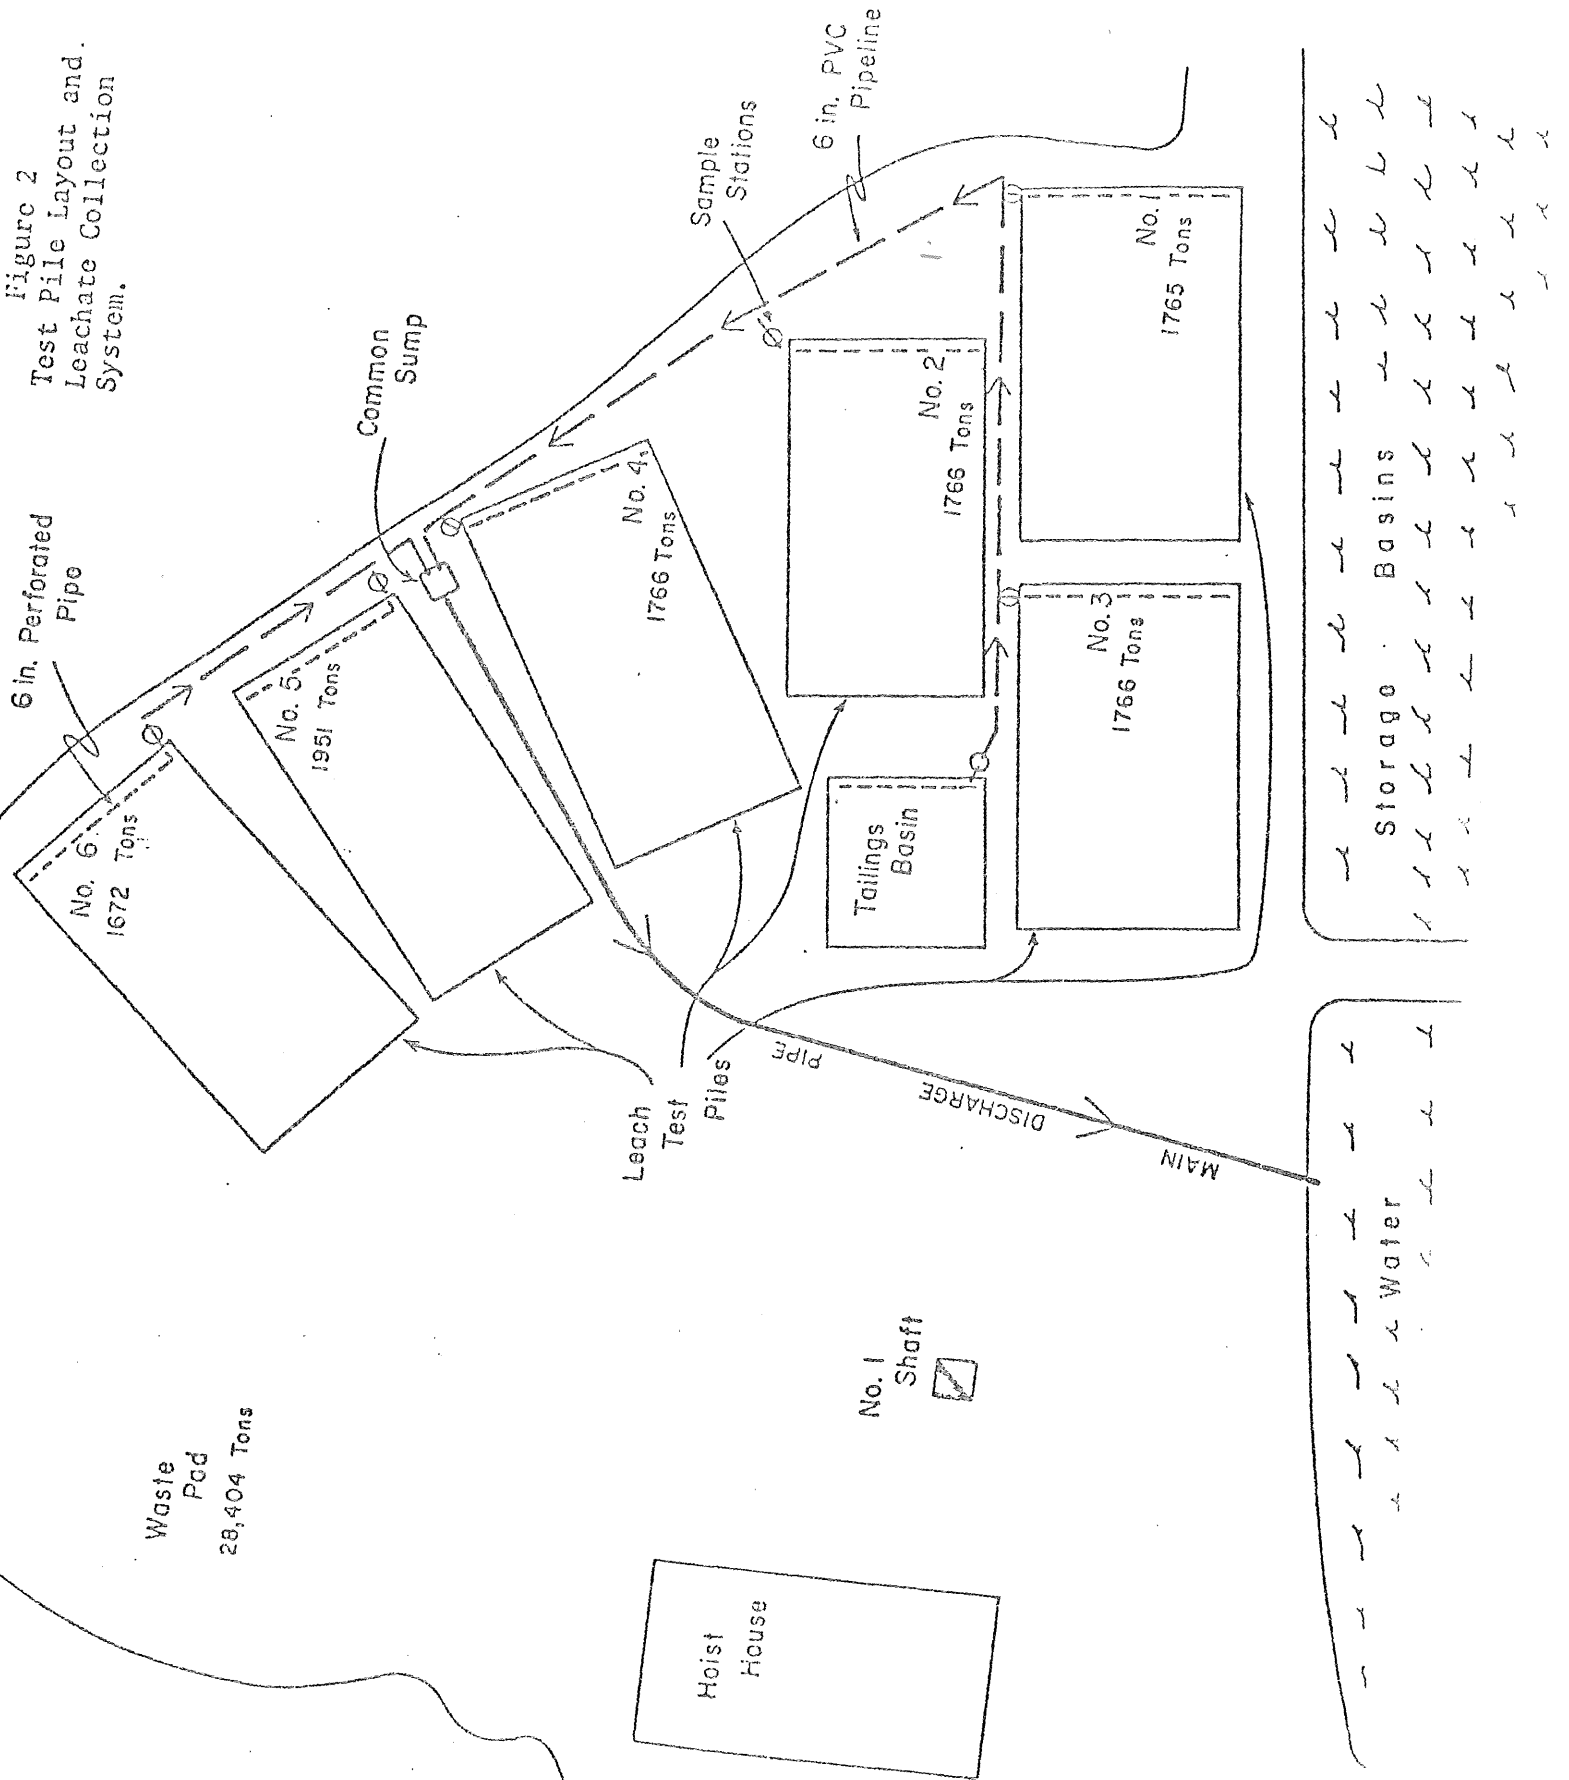 Figure 2
Test Pile Layout and
Leachate Collection
System.
6 in. Perforated
Pipe
Common
Sump
Sample
Stations
6 in. PVC
Pipeline
No. 6
1672 Tons
No. 5
1951 Tons
No. 4
1766 Tons
No. 2
1766 Tons
No. 1
1765 Tons
No. 3
1766 Tons
Tailings
Basin
Leach
Test
Piles
MAIN DISCHARGE PIPE
Waste
Pad
28,404 Tons
No. 1
Shaft
Hoist
House
Water Storage Basins